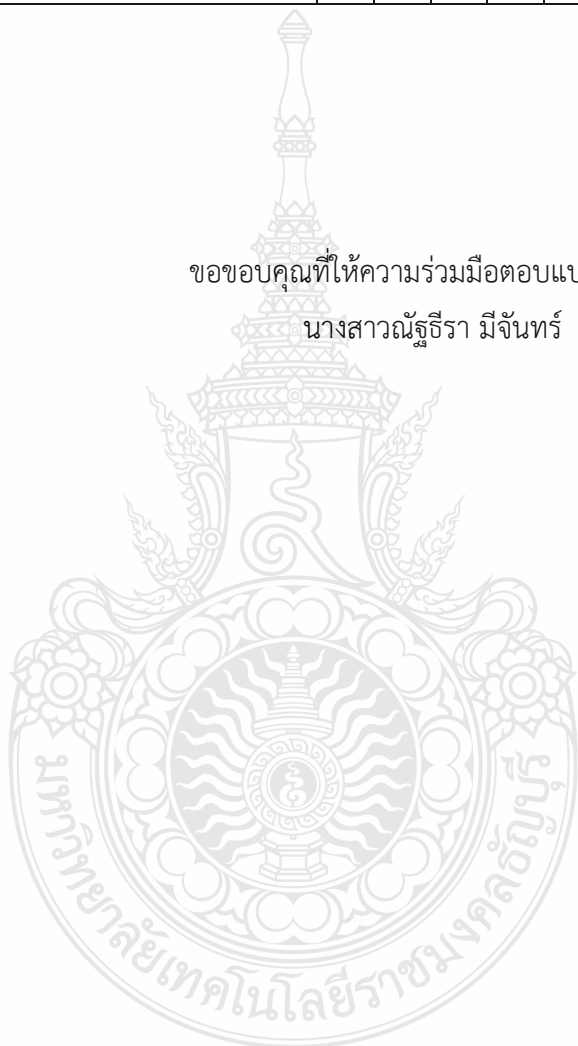 ขอขอบคุณที่ให้ความร่วมมือตอบแบ
นางสาวณัฐธีรา มีจันทร์
มหาวิทยาลัยเทคโนโลยีราชมงคลธัญบุรี